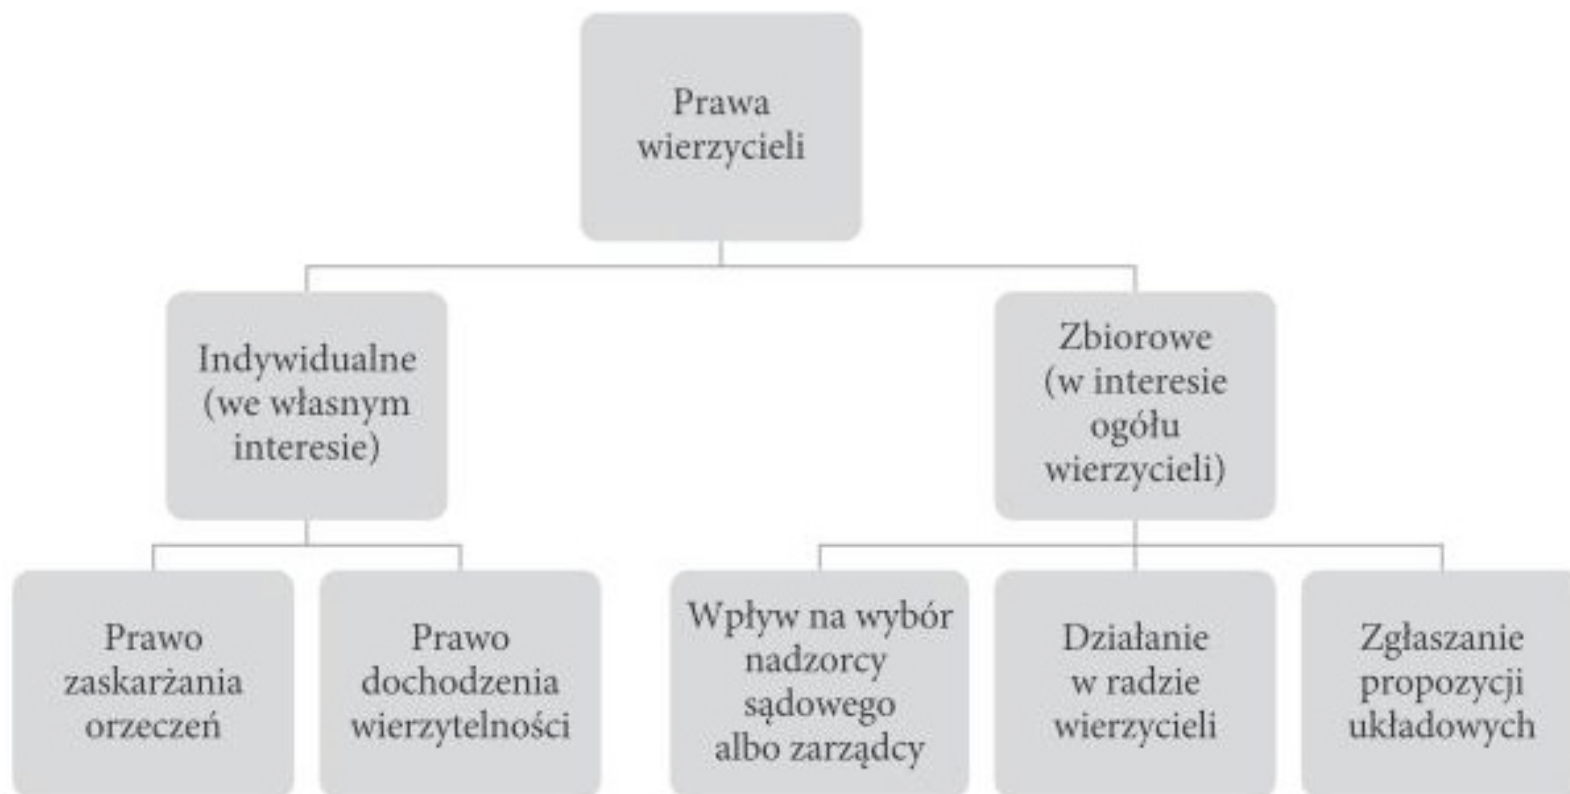 Prawa
wierzycieli
Indywidualne
(we własnym
interesie)
Zbiorowe
(w interesie
ogółu
wierzycieli)
Prawo
zaskarżania
orzeczeń
Prawo
dochodzenia
wierzytelności
Wpływ na wybór
nadzorcy
sądowego
albo zarządcy
Działanie
w radzie
wierzycieli
Zgłaszanie
propozycji
układowych